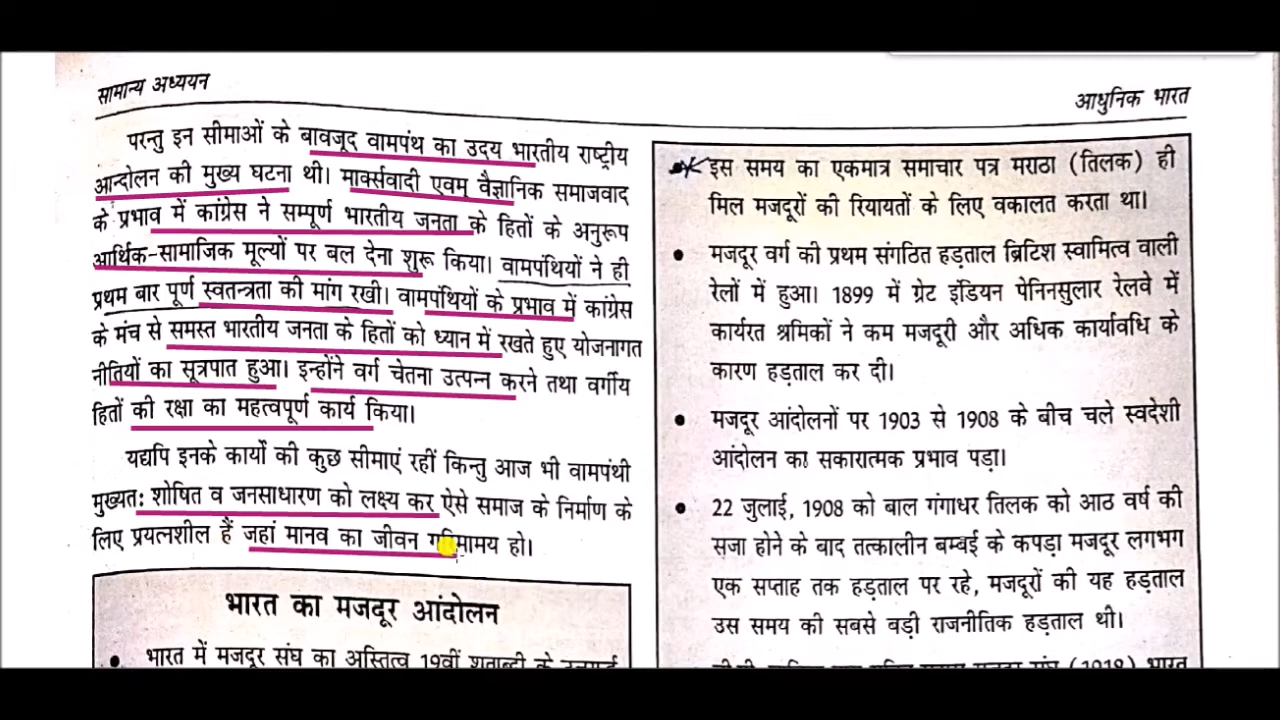 सामान्य अध्ययन
आधुनिक भारत
परन्तु इन सीमाओं के बावजूद वामपंथ का उदय भारतीय राष्ट्रीय
आन्दोलन की मुख्य घटना थी। मार्क्सवादी एवम् वैज्ञानिक समाजवाद
के प्रभाव में कांग्रेस ने सम्पूर्ण भारतीय जनता के हितों के अनुरूप
आर्थिक-सामाजिक मूल्यों पर बल देना शुरू किया। वामपंथियों ने ही
प्रथम बार पूर्ण स्वतन्त्रता की मांग रखी। वामपंथियों के प्रभाव में कांग्रेस
के मंच से समस्त भारतीय जनता के हितों को ध्यान में रखते हुए योजनागत
नीतियों का सूत्रपात हुआ। इन्होंने वर्ग चेतना उत्पन्न करने तथा वर्गीय
हितों की रक्षा का महत्वपूर्ण कार्य किया।
यद्यपि इनके कार्यो की कुछ सीमाएं रहीं किन्तु आज भी वामपंथी
मुख्यत: शोषित व जनसाधारण को लक्ष्य कर ऐसे समाज के निर्माण के
लिए प्रयत्नशील हैं जहां मानव का जीवन गरिमामय हो।
भारत का मजदूर आंदोलन
• भारत में मजदूर संघ का अस्तित्व 19वीं शताब्दी के
इस समय का एकमात्र समाचार पत्र मराठा (तिलक) ही
मिल मजदूरों की रियायतों के लिए वकालत करता था।
• मजदूर वर्ग की प्रथम संगठित हड़ताल ब्रिटिश स्वामित्व वाली
रेलों में हुआ। 1899 में ग्रेट इंडियन पेनिनसुलार रेलवे में
कार्यरत श्रमिकों ने कम मजदूरी और अधिक कार्यावधि के
कारण हड़ताल कर दी।
• मजदूर आंदोलनों पर 1903 से 1908 के बीच चले स्वदेशी
आंदोलन का सकारात्मक प्रभाव पड़ा।
• 22 जुलाई, 1908 को बाल गंगाधर तिलक को आठ वर्ष की
सजा होने के बाद तत्कालीन बम्बई के कपड़ा मजदूर लगभग
एक सप्ताह तक हड़ताल पर रहे, मजदूरों की यह हड़ताल
उस समय की सबसे बड़ी राजनीतिक हड़ताल थी।
(1918) भारत